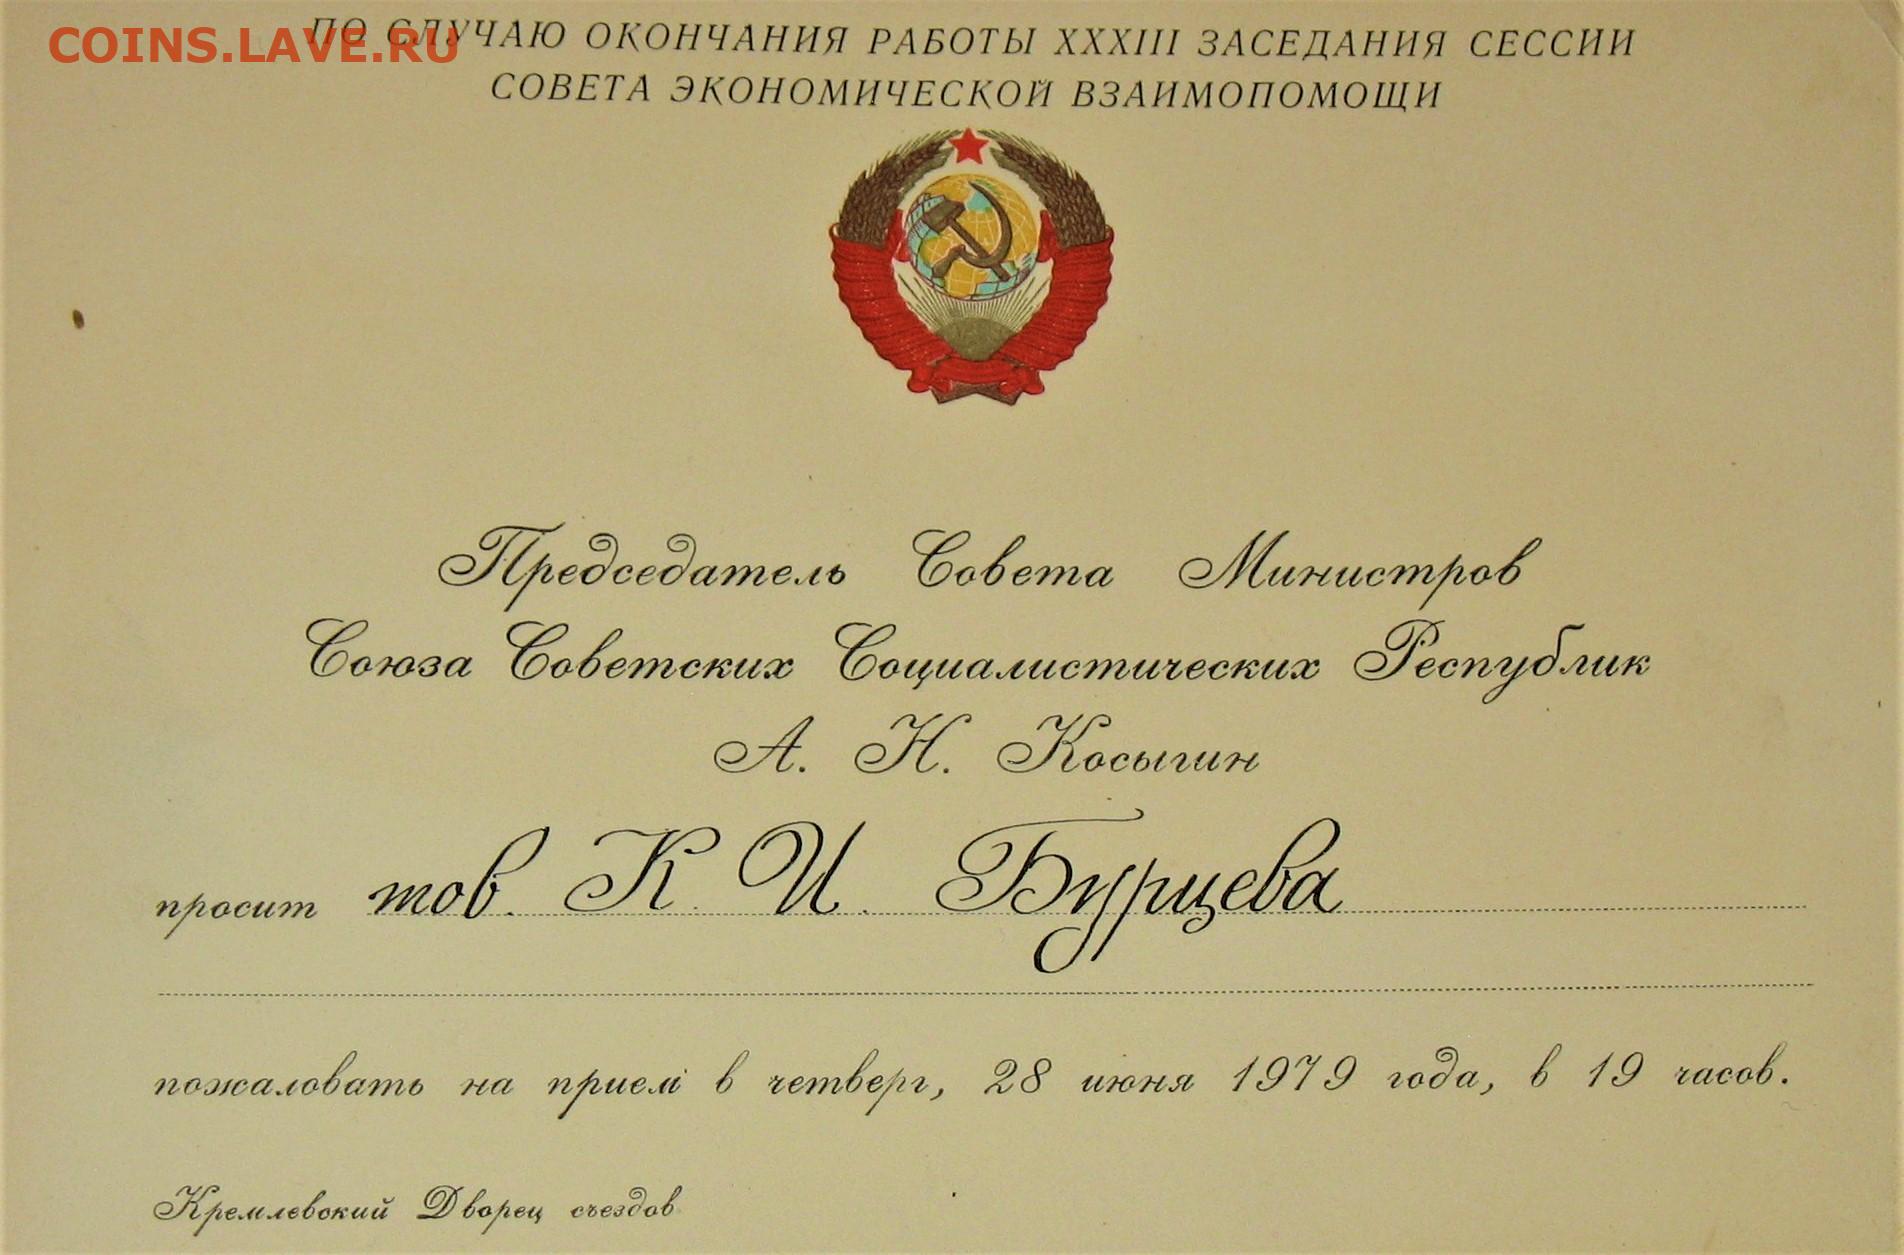 COINS.LAVE.RU
ПО СЛУЧАЮ ОКОНЧАНИЯ РАБОТЫ XXXIII ЗАСЕДАНИЯ СЕССИИ
СОВЕТА ЭКОНОМИЧЕСКОЙ ВЗАИМОПОМОЩИ
Председатель Совета Министров
Союза Советских Социалистических Республик
А. Н. Косыгин
просит тов. К. И. Бурцева
пожаловать на прием в четверг, 28 июня 1979 года, в 19 часов.
Кремлевский Дворец съездов